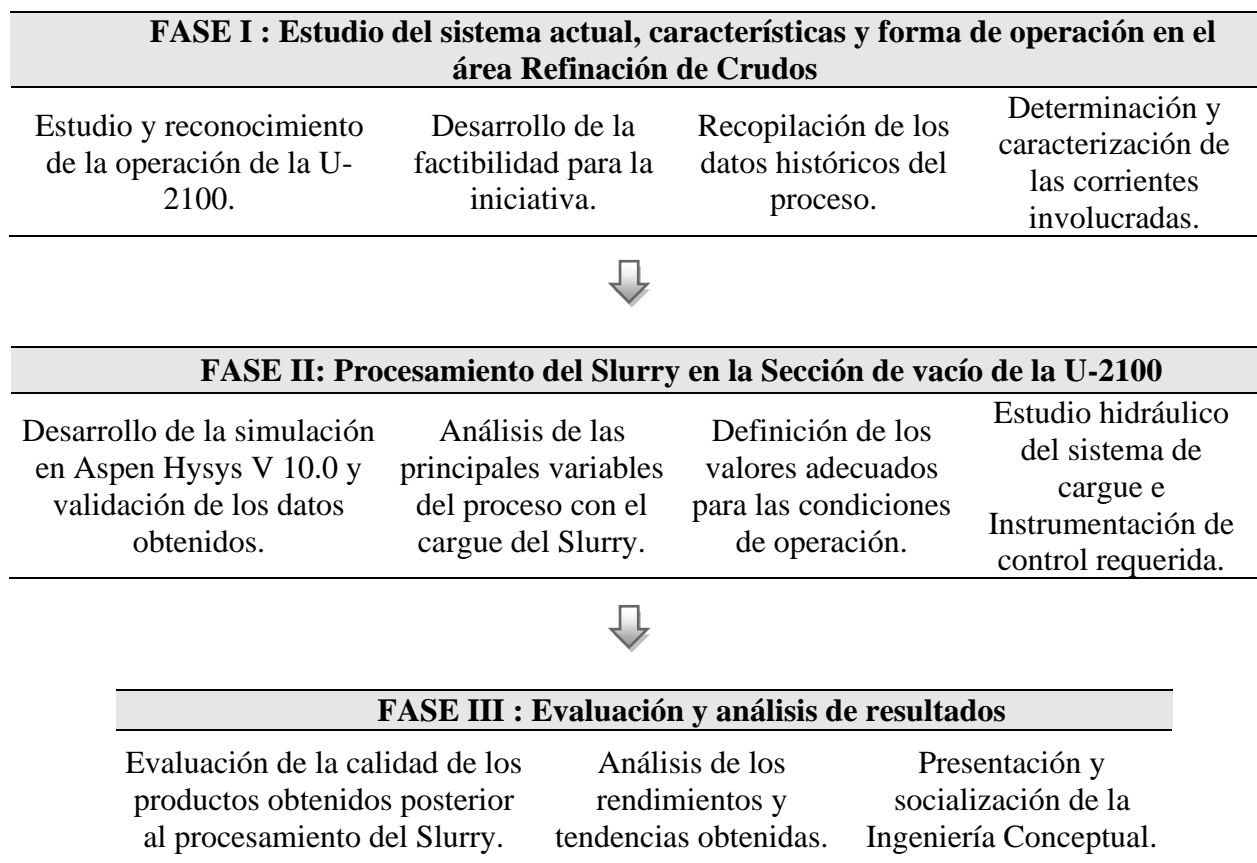 FASE I : Estudio del sistema actual, características y forma de operación en el
área Refinación de Crudos
Estudio y reconocimiento
de la operación de la U-
2100.
Desarrollo de la
factibilidad para la
iniciativa.
Recopilación de los
datos históricos del
proceso.
Determinación y
caracterización de
las corrientes
involucradas.
FASE II: Procesamiento del Slurry en la Sección de vacío de la U-2100
Desarrollo de la simulación
en Aspen Hysys V 10.0 y
validación de los datos
obtenidos.
Análisis de las
principales variables
del proceso con el
cargue del Slurry.
Definición de los
valores adecuados
para las condiciones
de operación.
Estudio hidráulico
del sistema de
cargue e
Instrumentación de
control requerida.
FASE III : Evaluación y análisis de resultados
Evaluación de la calidad de los
productos obtenidos posterior
al procesamiento del Slurry.
Análisis de los
rendimientos y
tendencias obtenidas.
Presentación y
socialización de la
Ingeniería Conceptual.